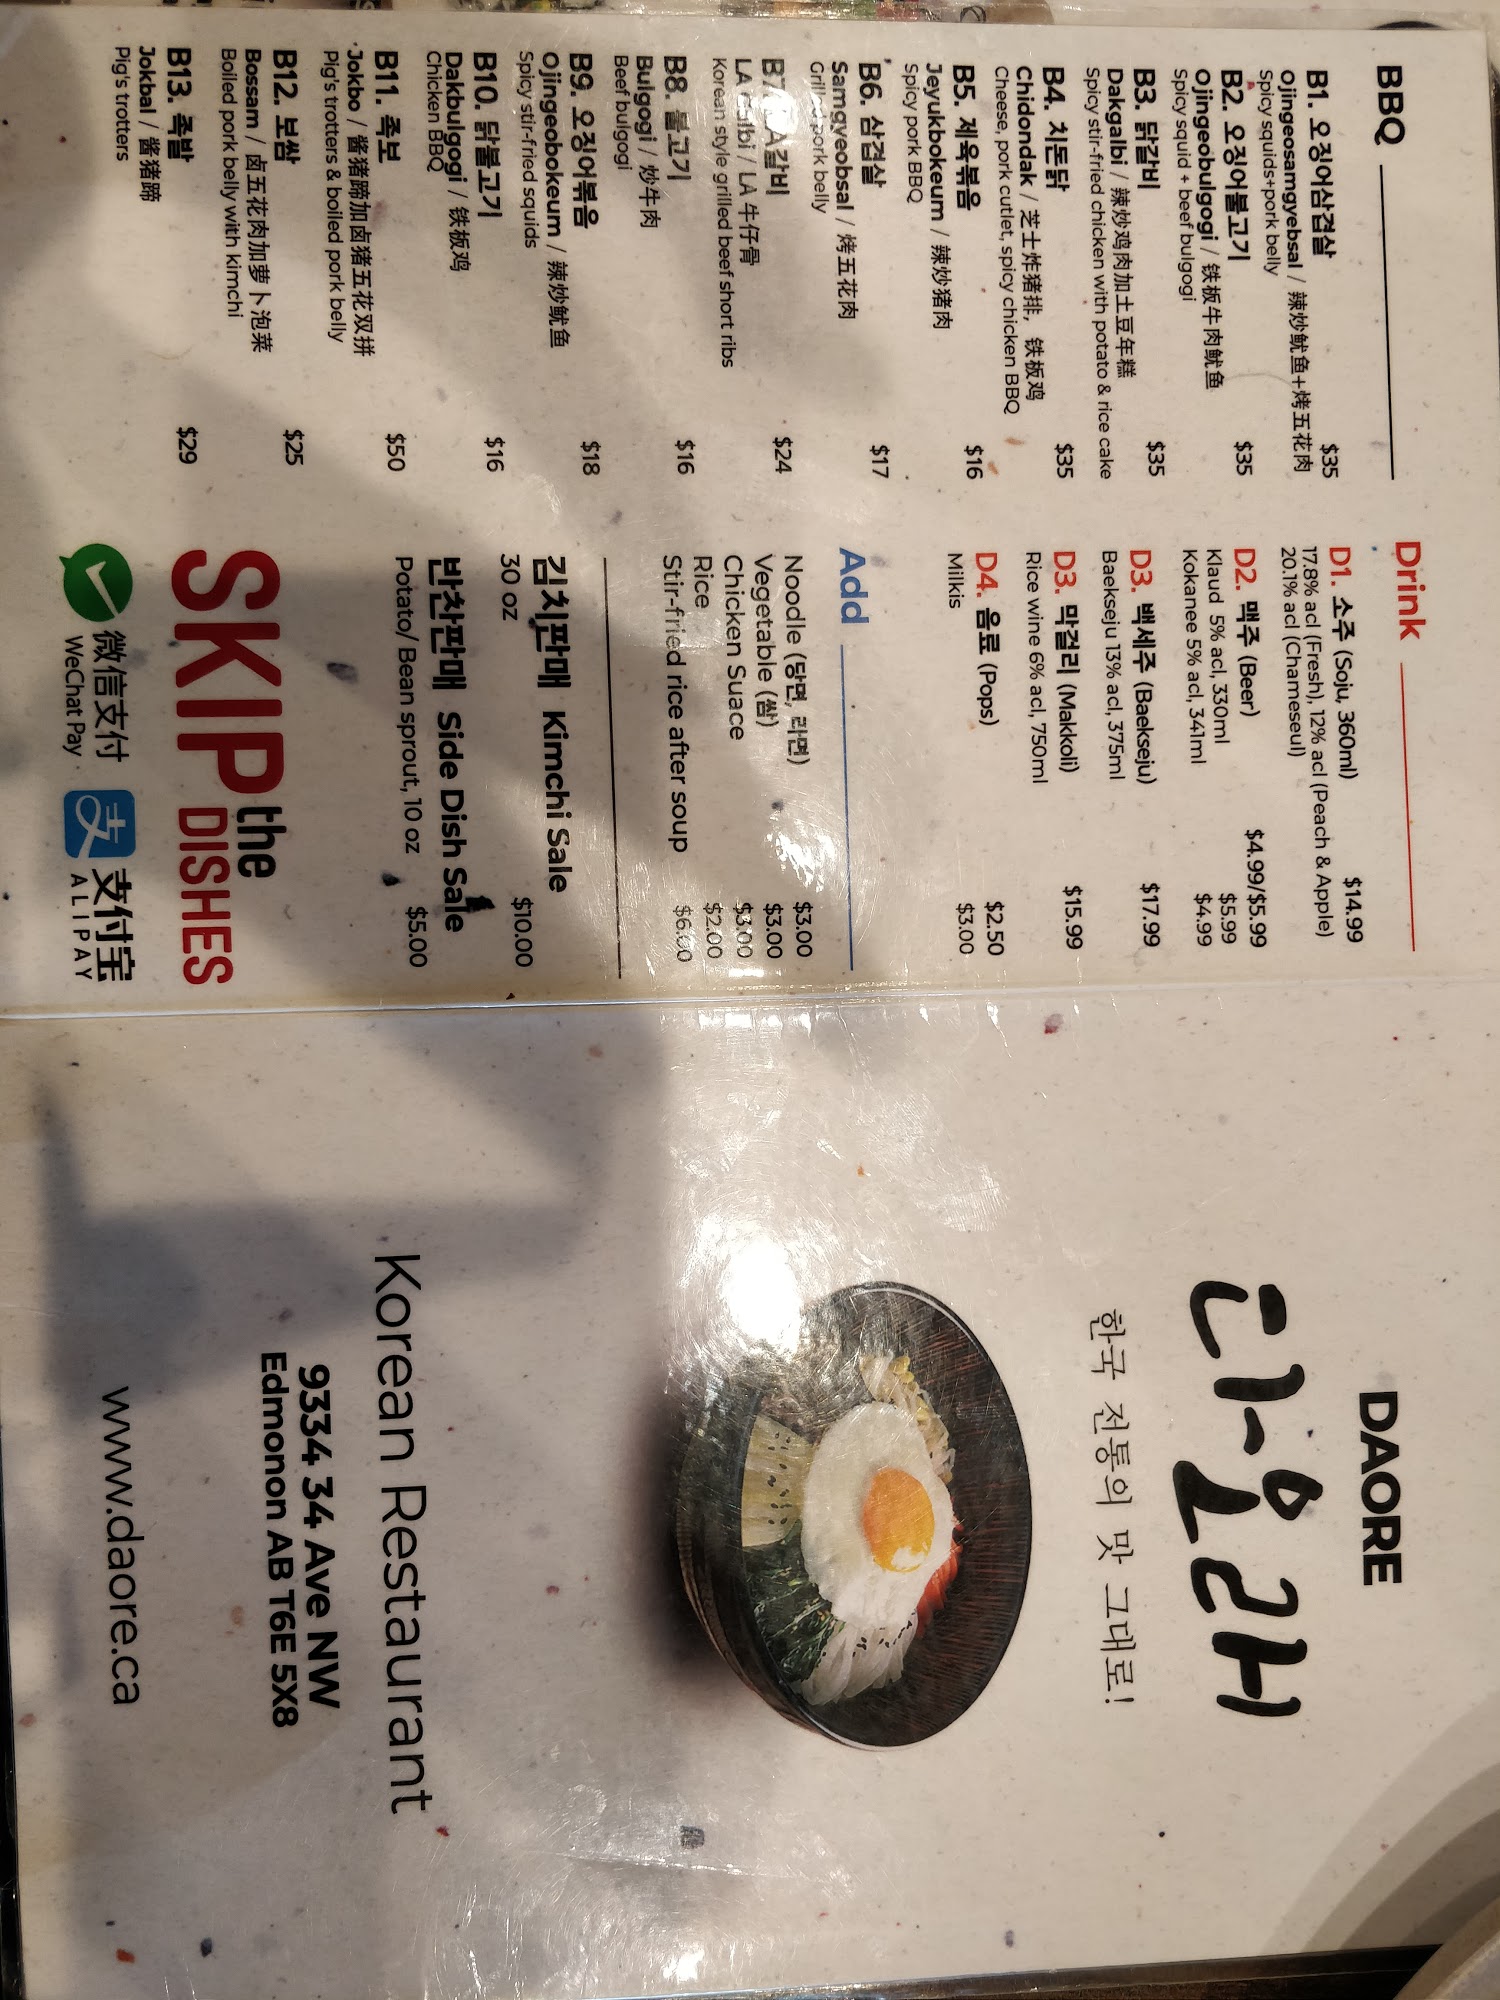 BBQ
B1. 오징어삼겹살 $35
Ojingeosamgyebsal / 辣炒鱿鱼+烤五花肉
Spicy squids+pork belly
B2. 오징어불고기 $35
Ojingeobulgogi / 铁板牛肉鱿鱼
Spicy squid + beef bulgogi
B3. 닭갈비 $35
Dakgalbi / 辣炒鸡肉加土豆年糕
Spicy stir-fried chicken with potato & rice cake
B4. 치돈닭 $35
Chidondak / 芝士炸猪排, 铁板鸡
Cheese, pork cutlet, spicy chicken BBQ
B5. 제육볶음 $16
Jeyukbokeum / 辣炒猪肉
Spicy pork BBQ
B6. 삼겹살 $17
Samgyeobsal / 烤五花肉
Grilled pork belly
B7. LA갈비 $24
LA Galbi / LA 牛仔骨
Korean style grilled beef short ribs
B8. 불고기 $16
Bulgogi / 炒牛肉
Beef bulgogi
B9. 오징어볶음 $18
Ojingeobokeum / 辣炒鱿鱼
Spicy stir-fried squids
B10. 닭불고기 $16
Dakbulgogi / 铁板鸡
Chicken BBQ
B11. 족보 $50
Jokbo / 酱猪蹄加卤猪五花双拼
Pig's trotters & boiled pork belly
B12. 보쌈 $25
Bossam / 卤五花肉加萝卜泡菜
Boiled pork belly with kimchi
B13. 족발 $29
Jokbal / 酱猪蹄
Pig's trotters
Drink
D1. 소주 (Soju, 360ml) $14.99
17.8% acl (Fresh), 12% acl (Peach & Apple)
20.1% acl (Chameseul)
D2. 맥주 (Beer) $4.99/$5.99
Klaud 5% acl, 330ml $5.99
Kokanee 5% acl, 341ml $4.99
D3. 백세주 (Baekseju) $17.99
Baekseju 13% acl, 375ml
D3. 막걸리 (Makkoli) $15.99
Rice wine 6% acl, 750ml
D4. 음료 (Pops) $2.50
Milkis $3.00
Add
Noodle (당면, 라면) $3.00
Vegetable (쌈) $3.00
Chicken Suace $3.00
Rice $2.00
Stir-fried rice after soup $6.00
김치판매 Kimchi Sale
30 oz $10.00
반찬판매 Side Dish Sale
Potato/ Bean sprout, 10 oz $5.00
SKIP the
DISHES
微信支付
WeChat Pay
支 支付宝
ALIPAY
DAORE
다올래
한국 전통의 맛 그대로!
Korean Restaurant
9334 34 Ave NW
Edmonon AB T6E 5X8
www.daore.ca